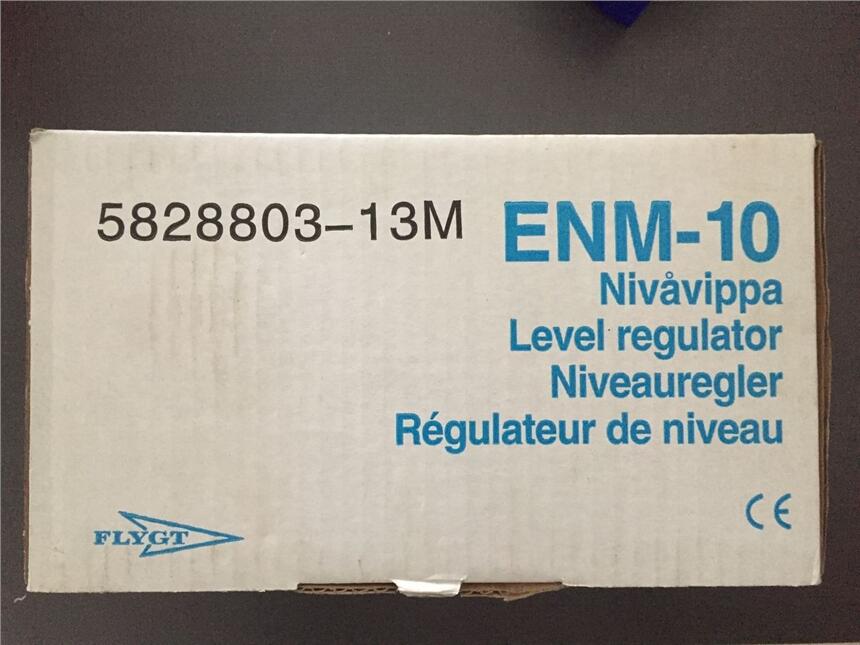 5828803-13M
ENM-10
Nivåvippa
Level regulator
Niveauregler
Régulateur de niveau
FLYGT
CE